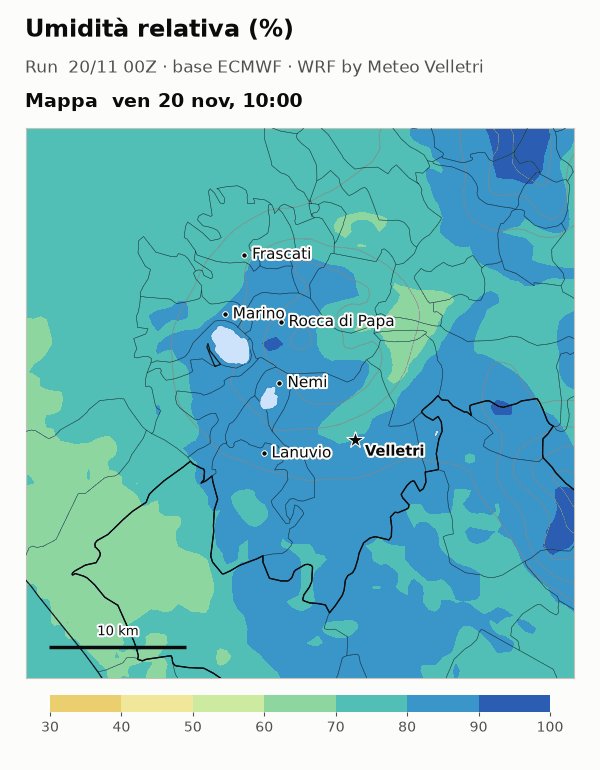 Umidità relativa (%)
Run  20/11 00Z · base ECMWF · WRF by Meteo Velletri
Mappa  ven 20 nov, 10:00
Frascati
Marino
Rocca di Papa
Nemi
Velletri
Lanuvio
10 km
30 40 50 60 70 80 90 100